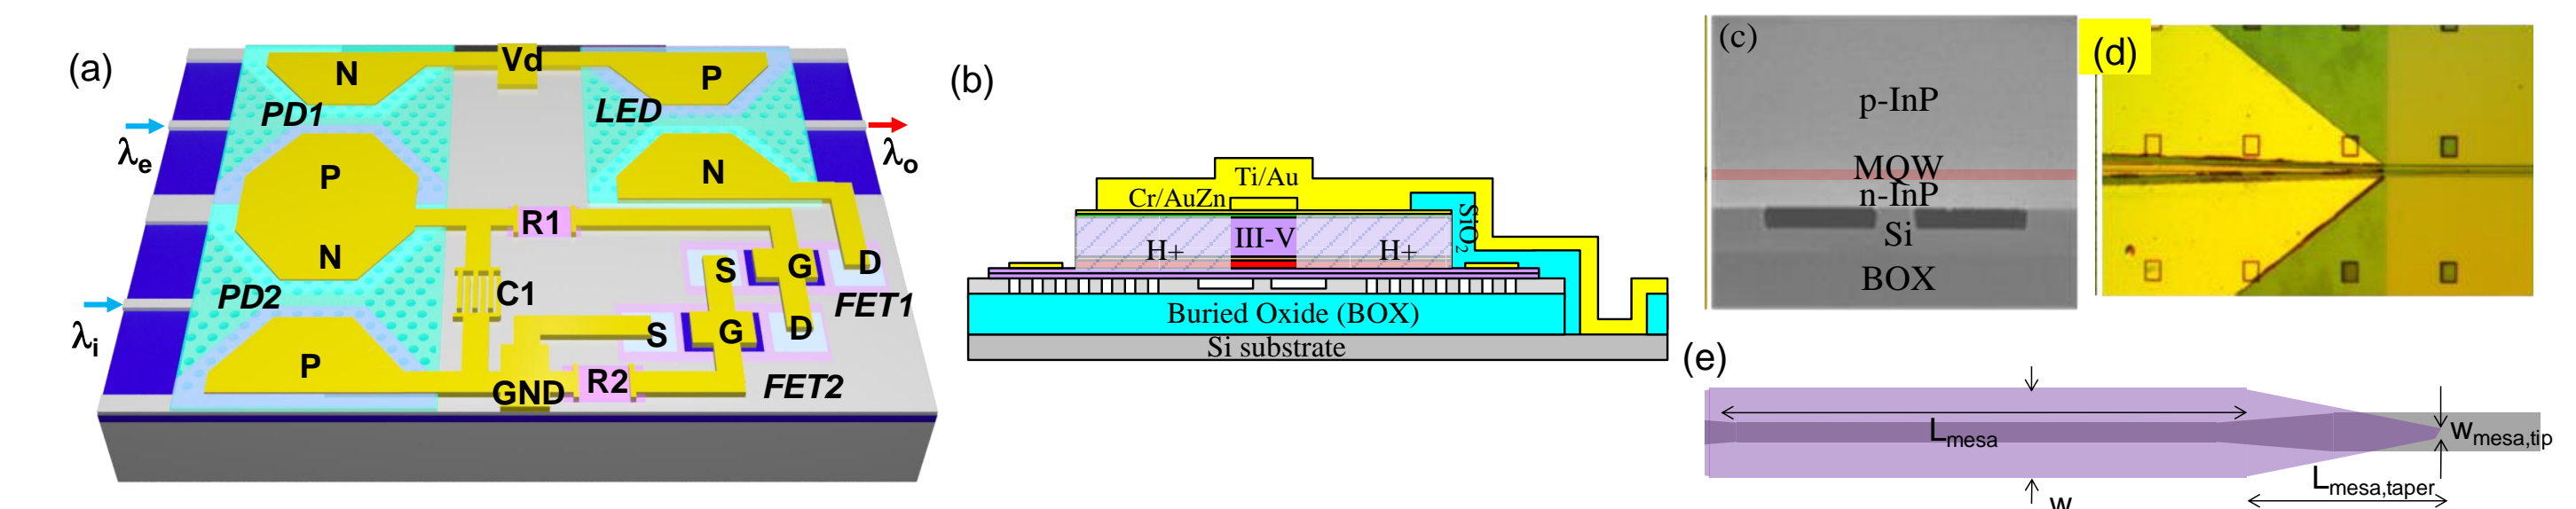 (a)
N
Vd
P
PD1
LED
λe
λo
P
N
N
R1
S
G
D
PD2
C1
FET1
λi
S
G
D
P
GND
R2
FET2
(b)
Ti/Au
Cr/AuZn
SiO2
H+
III-V
H+
Buried Oxide (BOX)
Si substrate
(c)
p-InP
MQW
n-InP
Si
BOX
(d)
(e)
Lmesa
wmesa,tip
Lmesa,taper
w